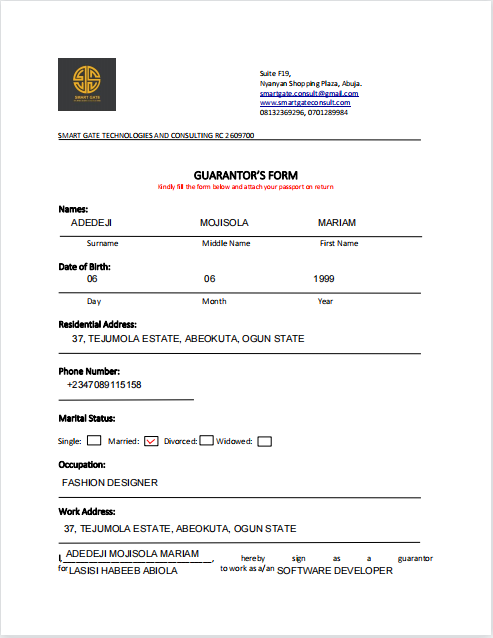 SMART GATE
Suite F19,
Nyanyan Shopping Plaza, Abuja.
smartgate.consult@gmail.com
www.smartgateconsult.com
08132369296, 0701289984
SMART GATE TECHNOLOGIES AND CONSULTING RC 2609700
GUARANTOR'S FORM
Kindly fill the form below and attach your passport on return
Names:
ADEDEJI MOJISOLA MARIAM
Surname Middle Name First Name
Date of Birth:
06 06 1999
Day Month Year
Residential Address:
37, TEJUMOLA ESTATE, ABEOKUTA, OGUN STATE
Phone Number:
+2347089115158
Marital Status:
Single: Married: Divorced: Widowed:
Occupation:
FASHION DESIGNER
Work Address:
37, TEJUMOLA ESTATE, ABEOKUTA, OGUN STATE
I, ADEDEJI MOJISOLA MARIAM, hereby sign as a guarantor
for LASISI HABEEB ABIOLA to work as a/an SOFTWARE DEVELOPER